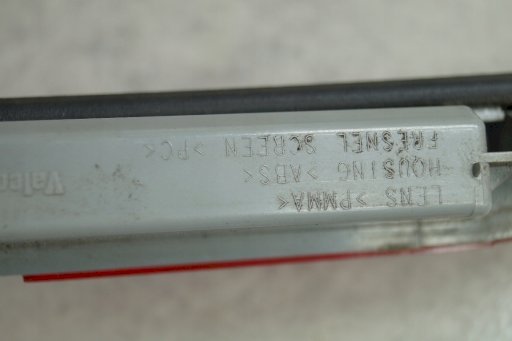 LENS >PMMA<
HOUSING >ABS<
FRESNEL SCREEN >PC<
Valeo